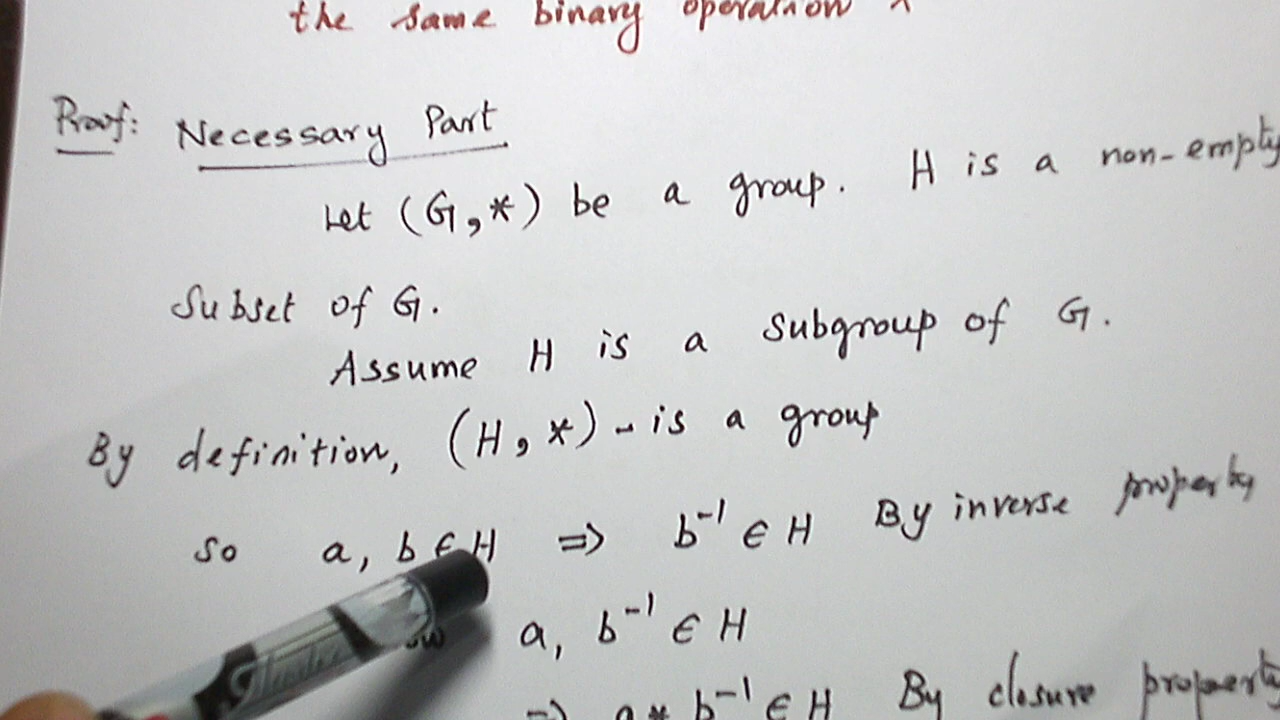 the same binary operation *
Proof: Necessary Part
Let (G, *) be a group. H is a non-empty
Subset of G.
Assume H is a Subgroup of G.
By definition, (H, *) - is a group
so a, b ∈ H => b⁻¹ ∈ H By inverse property
a, b⁻¹ ∈ H
=> a * b⁻¹ ∈ H By closure property